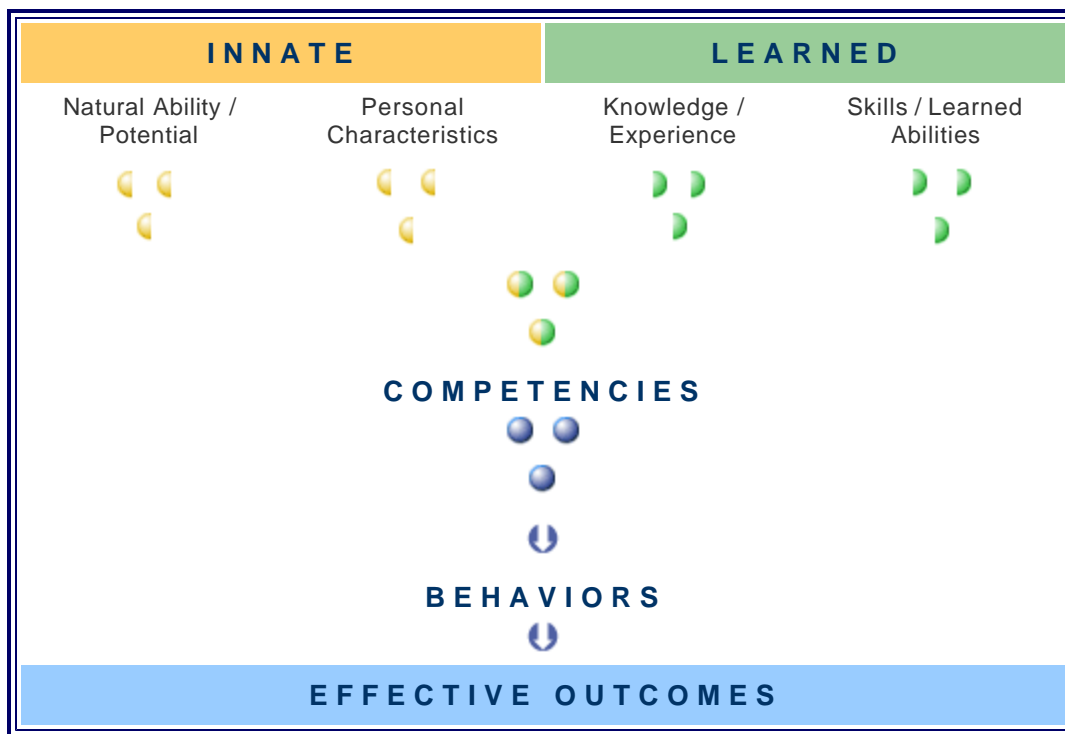 INNATE LEARNED
Natural Ability /
Potential
Personal
Characteristics
Knowledge /
Experience
Skills / Learned
Abilities
COMPETENCIES
BEHAVIORS
EFFECTIVE OUTCOMES